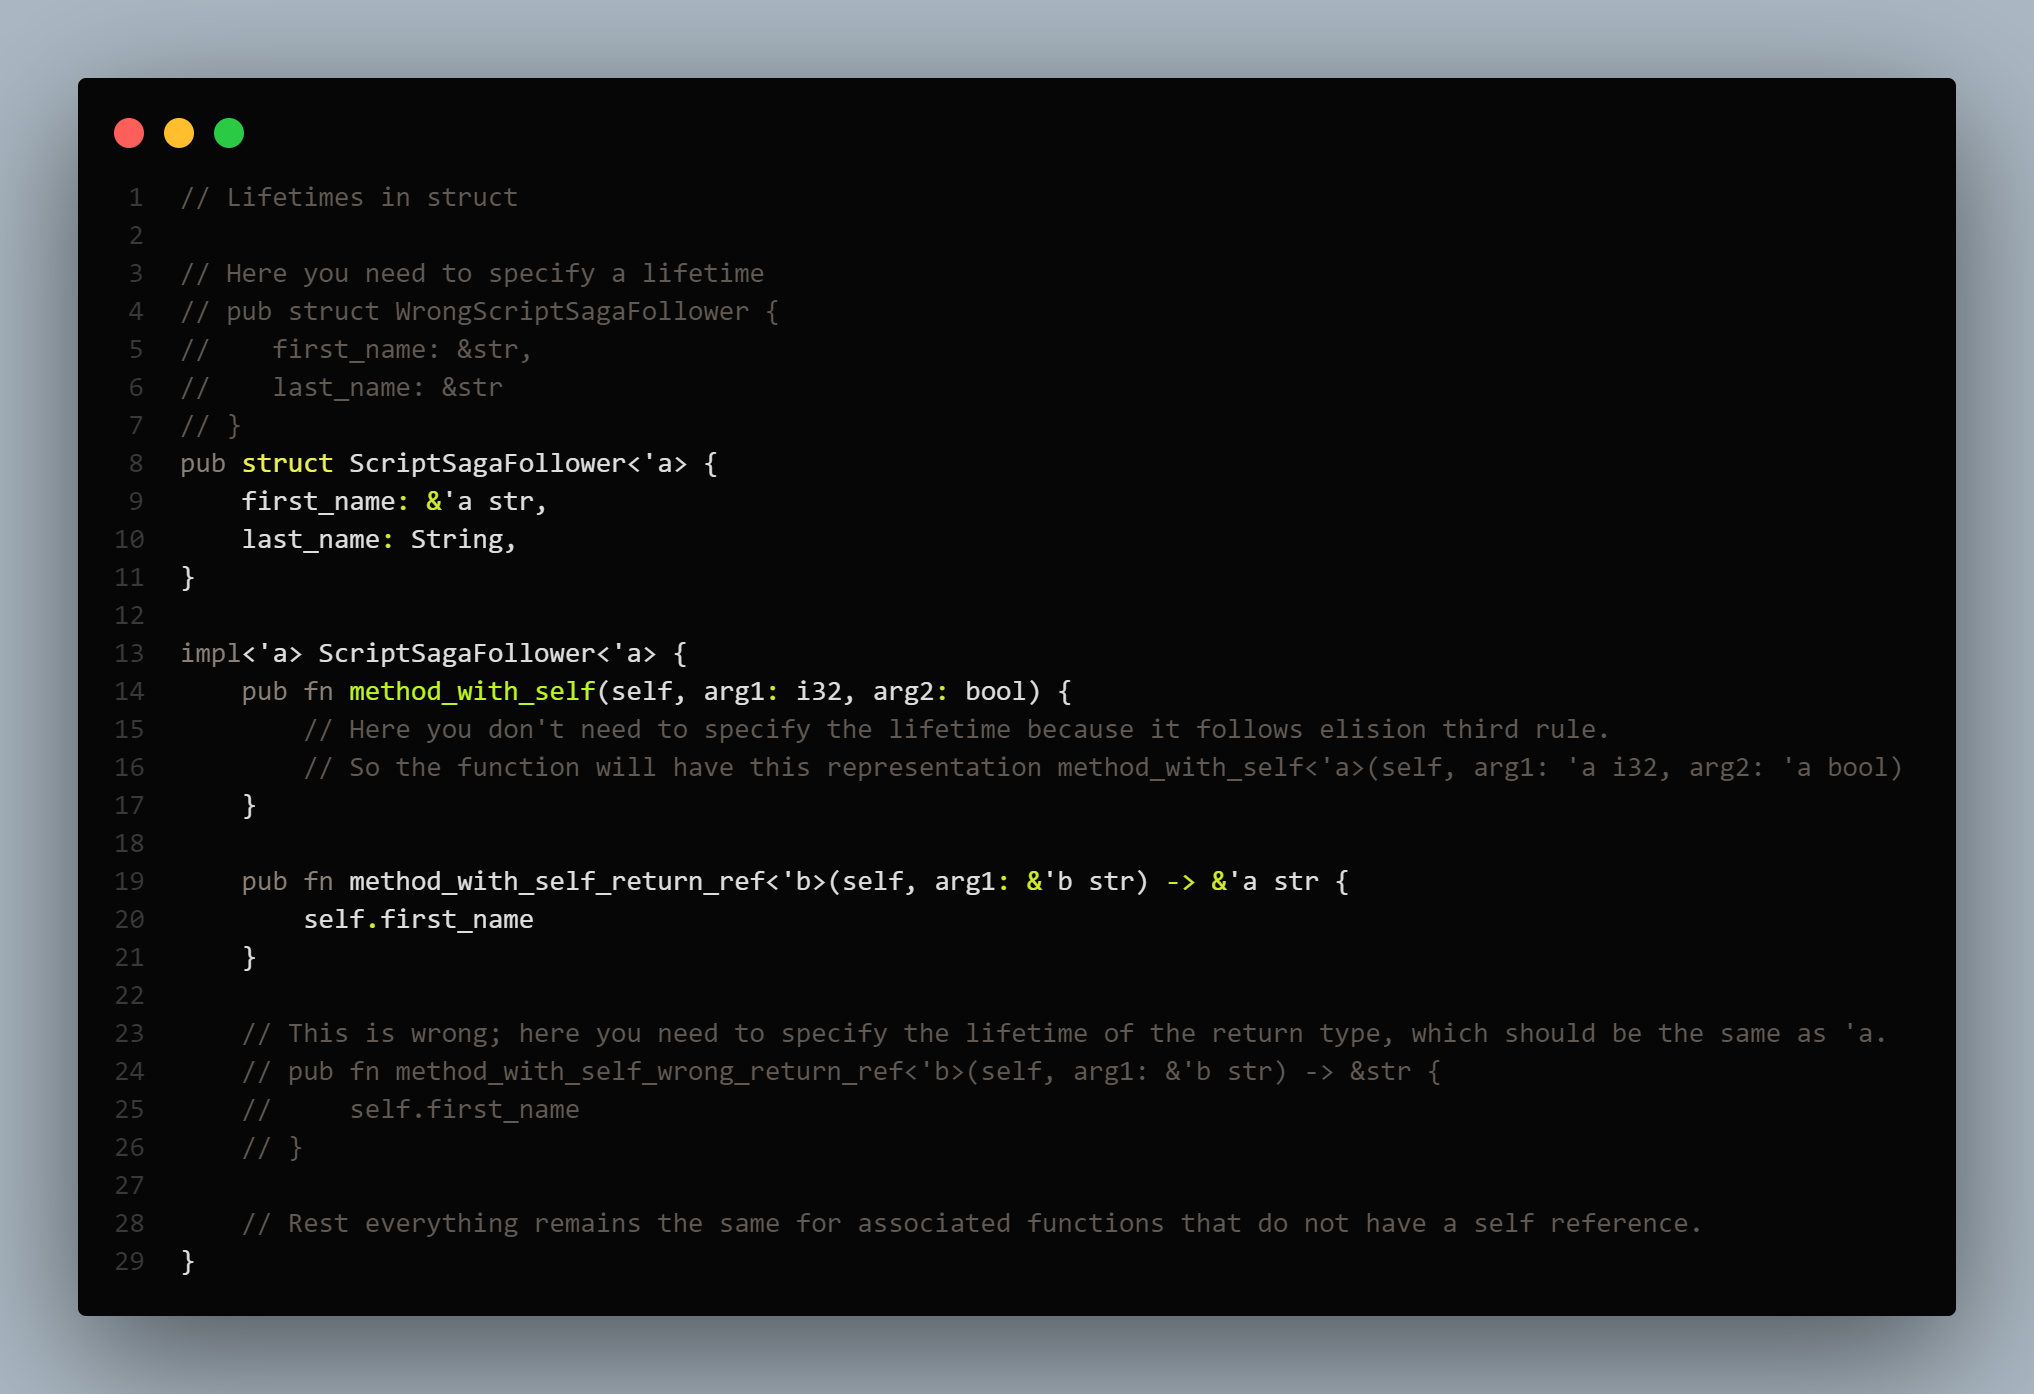 1 // Lifetimes in struct
2
3 // Here you need to specify a lifetime
4 // pub struct WrongScriptSagaFollower {
5 //    first_name: &str,
6 //    last_name: &str
7 // }
8 pub struct ScriptSagaFollower<'a> {
9     first_name: &'a str,
10     last_name: String,
11 }
12
13 impl<'a> ScriptSagaFollower<'a> {
14     pub fn method_with_self(self, arg1: i32, arg2: bool) {
15         // Here you don't need to specify the lifetime because it follows elision third rule.
16         // So the function will have this representation method_with_self<'a>(self, arg1: 'a i32, arg2: 'a bool)
17     }
18
19     pub fn method_with_self_return_ref<'b>(self, arg1: &'b str) -> &'a str {
20         self.first_name
21     }
22
23     // This is wrong; here you need to specify the lifetime of the return type, which should be the same as 'a.
24     // pub fn method_with_self_wrong_return_ref<'b>(self, arg1: &'b str) -> &str {
25     //     self.first_name
26     // }
27
28     // Rest everything remains the same for associated functions that do not have a self reference.
29 }